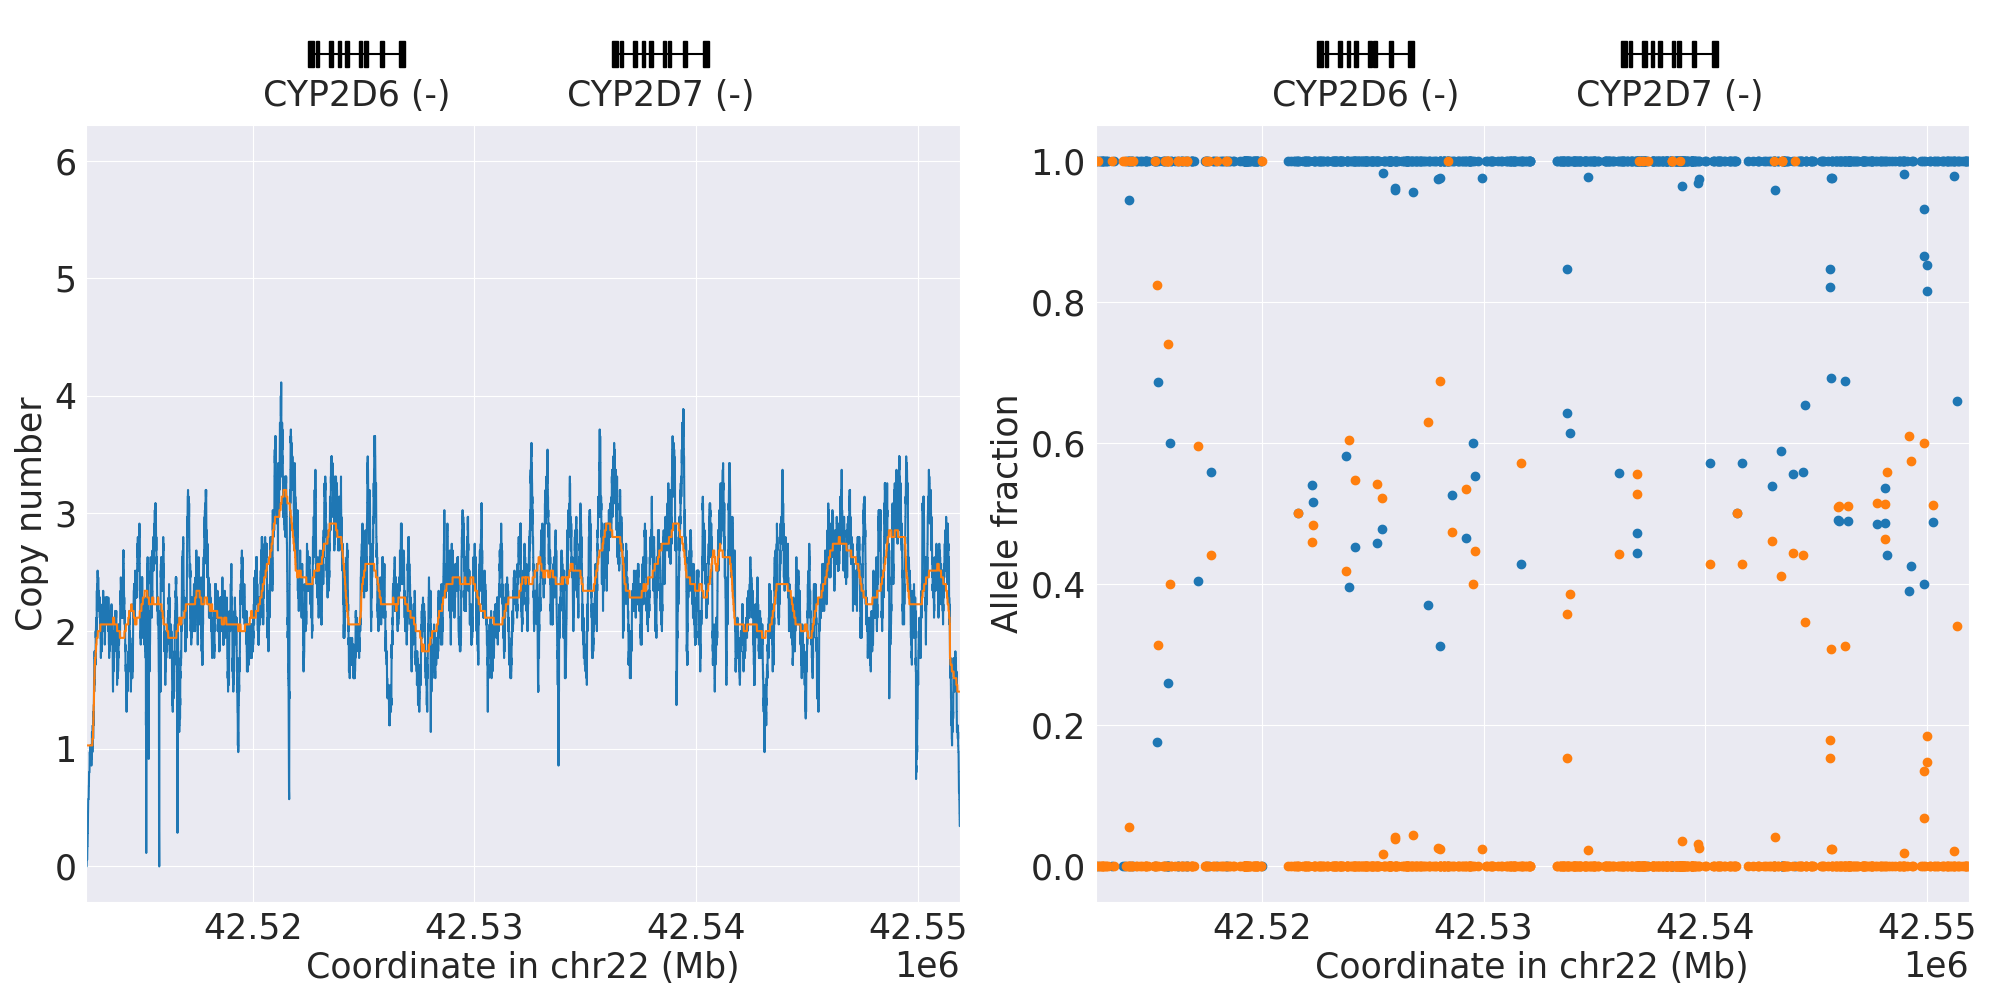 CYP2D6 (-) CYP2D7 (-)
6
5
4
3
2
1
0
Copy number
42.52 42.53 42.54 42.55
1e6
Coordinate in chr22 (Mb)
CYP2D6 (-) CYP2D7 (-)
1.0
0.8
0.6
0.4
0.2
0.0
Allele fraction
42.52 42.53 42.54 42.55
1e6
Coordinate in chr22 (Mb)